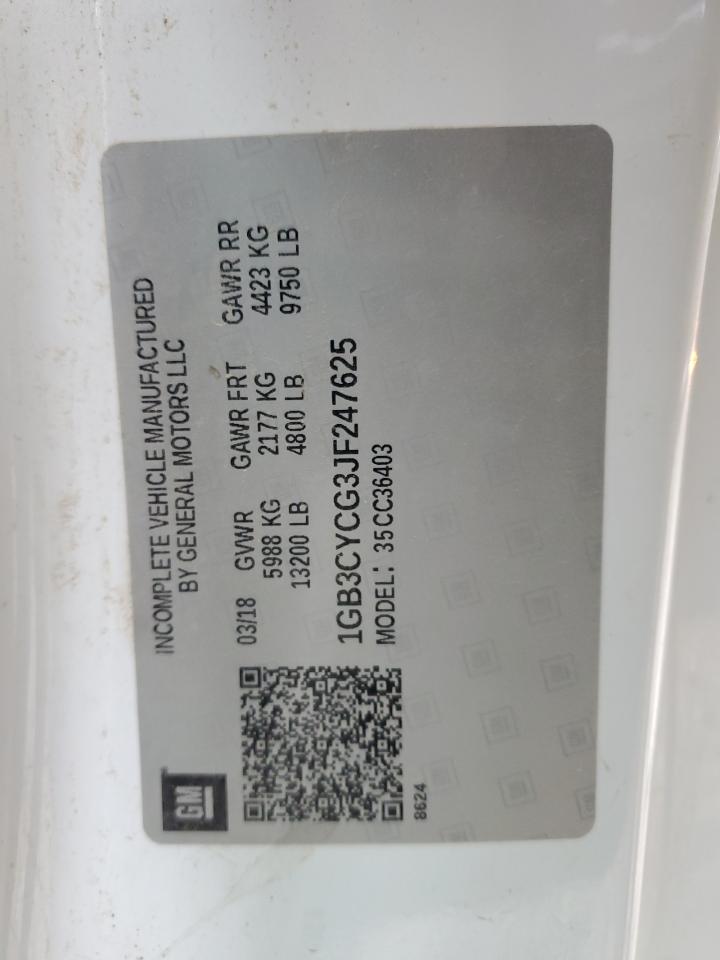 GM
INCOMPLETE VEHICLE MANUFACTURED
BY GENERAL MOTORS LLC
03/18 GVWR GAWR FRT GAWR RR
5988 KG 2177 KG 4423 KG
13200 LB 4800 LB 9750 LB
1GB3CYCG3JF247625
MODEL: 35CC36403
8624